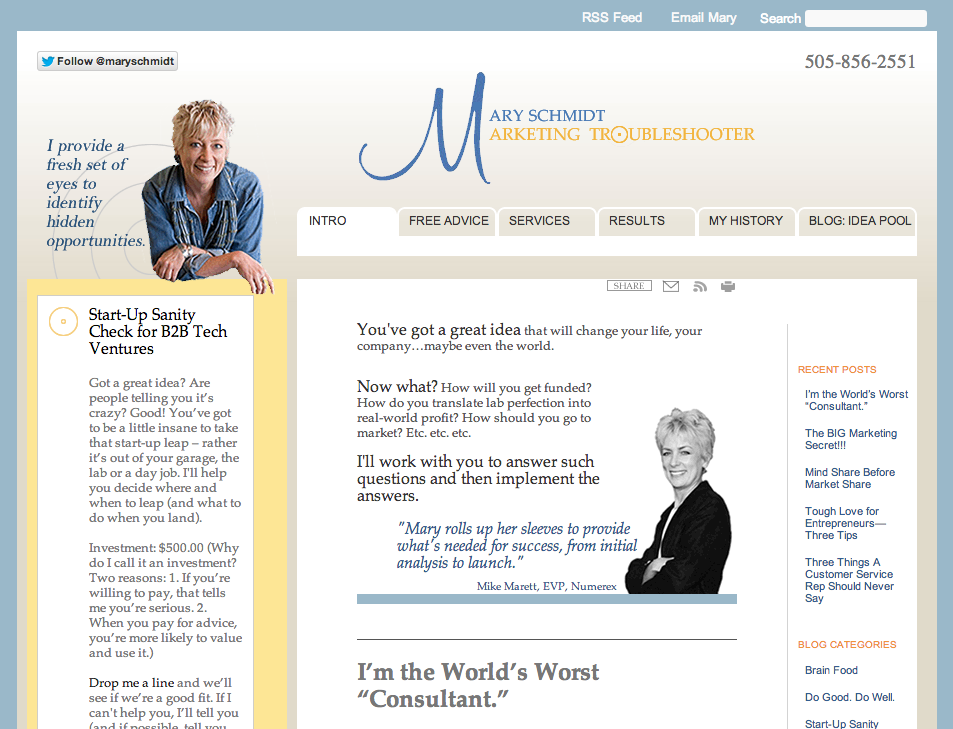 RSS Feed
Email Mary
Search
Follow @maryschmidt
505-856-2551
MARY SCHMIDT
MARKETING TROUBLESHOOTER
I provide a
fresh set of
eyes to
identify
hidden
opportunities.
INTRO
FREE ADVICE
SERVICES
RESULTS
MY HISTORY
BLOG: IDEA POOL
Start-Up Sanity
Check for B2B Tech
Ventures
Got a great idea? Are
people telling you it's
crazy? Good! You've got
to be a little insane to take
that start-up leap – rather
it's out of your garage, the
lab or a day job. I'll help
you decide where and
when to leap (and what to
do when you land).
Investment: $500.00 (Why
do I call it an investment?
Two reasons: 1. If you're
willing to pay, that tells
me you're serious. 2.
When you pay for advice,
you're more likely to value
and use it.)
Drop me a line and we'll
see if we're a good fit. If I
can't help you, I'll tell you
(and if possible, tell you
SHARE
You've got a great idea that will change your life, your
company…maybe even the world.
Now what? How will you get funded?
How do you translate lab perfection into
real-world profit? How should you go to
market? Etc. etc. etc.
I'll work with you to answer such
questions and then implement the
answers.
"Mary rolls up her sleeves to provide
what's needed for success, from initial
analysis to launch."
Mike Marett, EVP, Numerex
I'm the World's Worst
“Consultant.”
RECENT POSTS
I'm the World's Worst
“Consultant.”
The BIG Marketing
Secret!!!
Mind Share Before
Market Share
Tough Love for
Entrepreneurs—
Three Tips
Three Things A
Customer Service
Rep Should Never
Say
BLOG CATEGORIES
Brain Food
Do Good. Do Well.
Start-Up Sanity